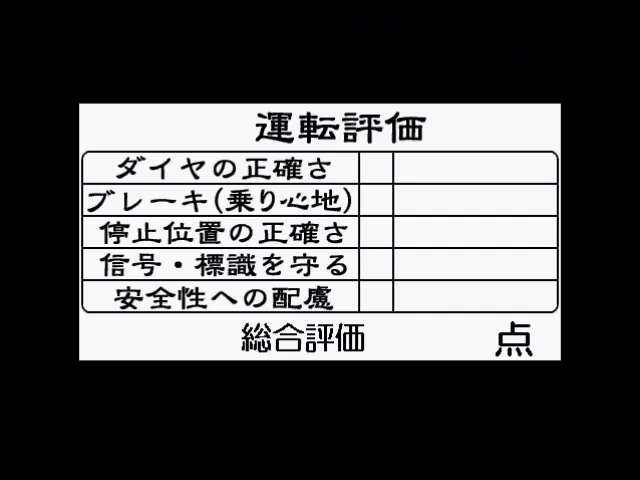 運転評価
ダイヤの正確さ
ブレーキ(乗り心地)
停止位置の正確さ
信号・標識を守る
安全性への配慮
総合評価 点